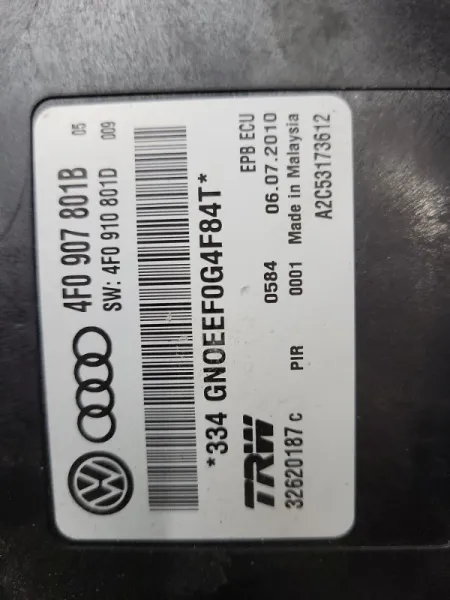 4F0 907 801B 05
SW: 4F0 910 801D 009
*334 GN0EEF0G4F84T*
TRW EPB ECU
32620187 C 0584 06.07.2010
PIR 0001 Made in Malaysia
A2C53173612